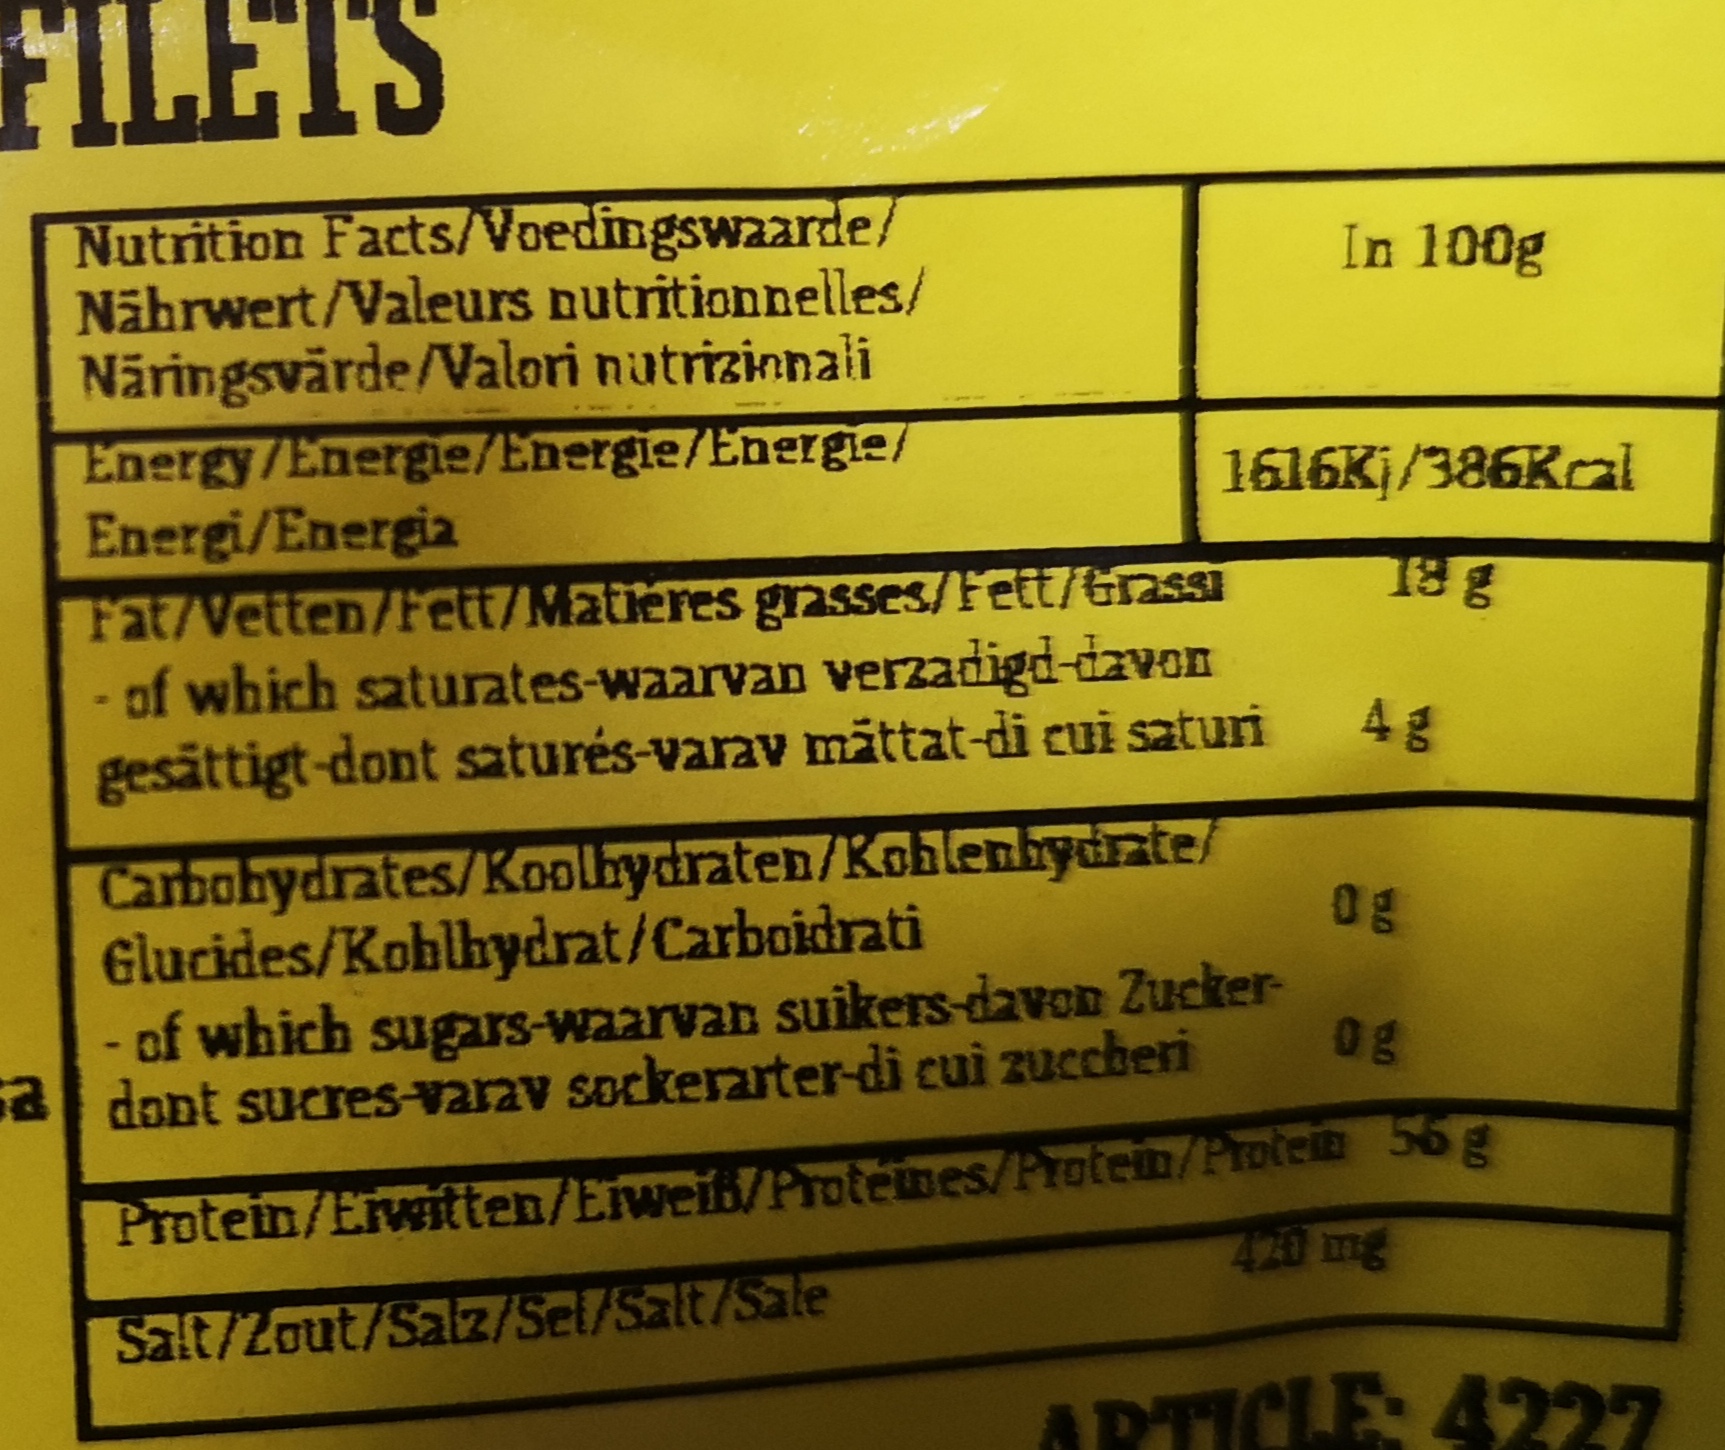 FILETS
Nutrition Facts/Voedingswaarde/
In 100g
Nährwert/Valeurs nutritionnelles/
Näringsvärde/Valori nutrizionali
Energy/Energie/Energie/Energie/
1616Kj/386Kcal
Energi/Energia
Fat/Vetten/Fett/Matières grasses/Fett/Grassi 18 g
- of which saturates-waarvan verzadigd-davon
gesättigt-dont saturés-varav mättat-di cui saturi 4 g
Carbohydrates/Koolhydraten/Kohlenhydrate/
Glucides/Kohlhydrat/Carboidrati 0 g
- of which sugars-waarvan suikers-davon Zucker-
dont sucres-varav sockerarter-di cui zuccheri 0 g
Protein/Eiwitten/Eiweiß/Protéines/Protein/Protein 56 g
Salt/Zout/Salz/Sel/Salt/Sale 420 mg
ARTICLE: 4227